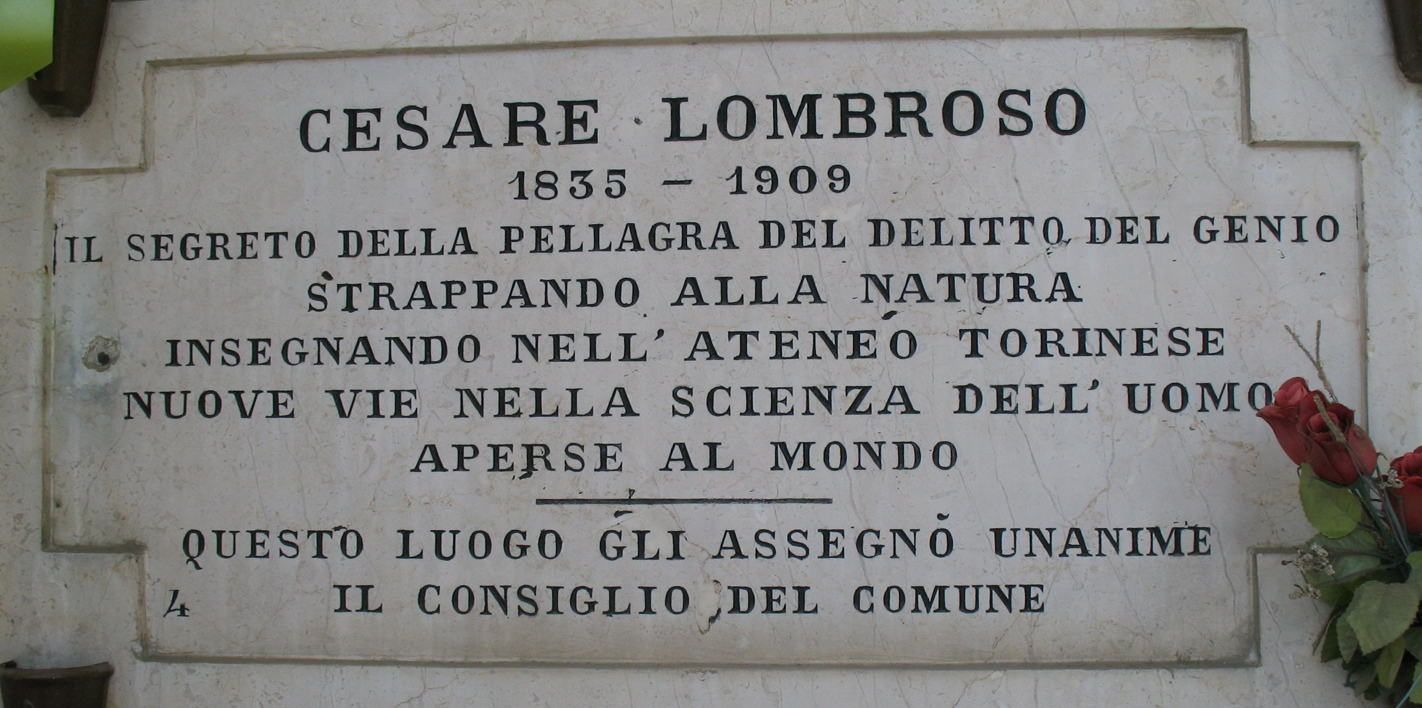 CESARE LOMBROSO
1835 - 1909
IL SEGRETO DELLA PELLAGRA DEL DELITTO DEL GENIO
STRAPPANDO ALLA NATURA
INSEGNANDO NELL' ATENEO TORINESE
NUOVE VIE NELLA SCIENZA DELL' UOMO
APERSE AL MONDO
QUESTO LUOGO GLI ASSEGNÒ UNANIME
IL CONSIGLIO DEL COMUNE
4